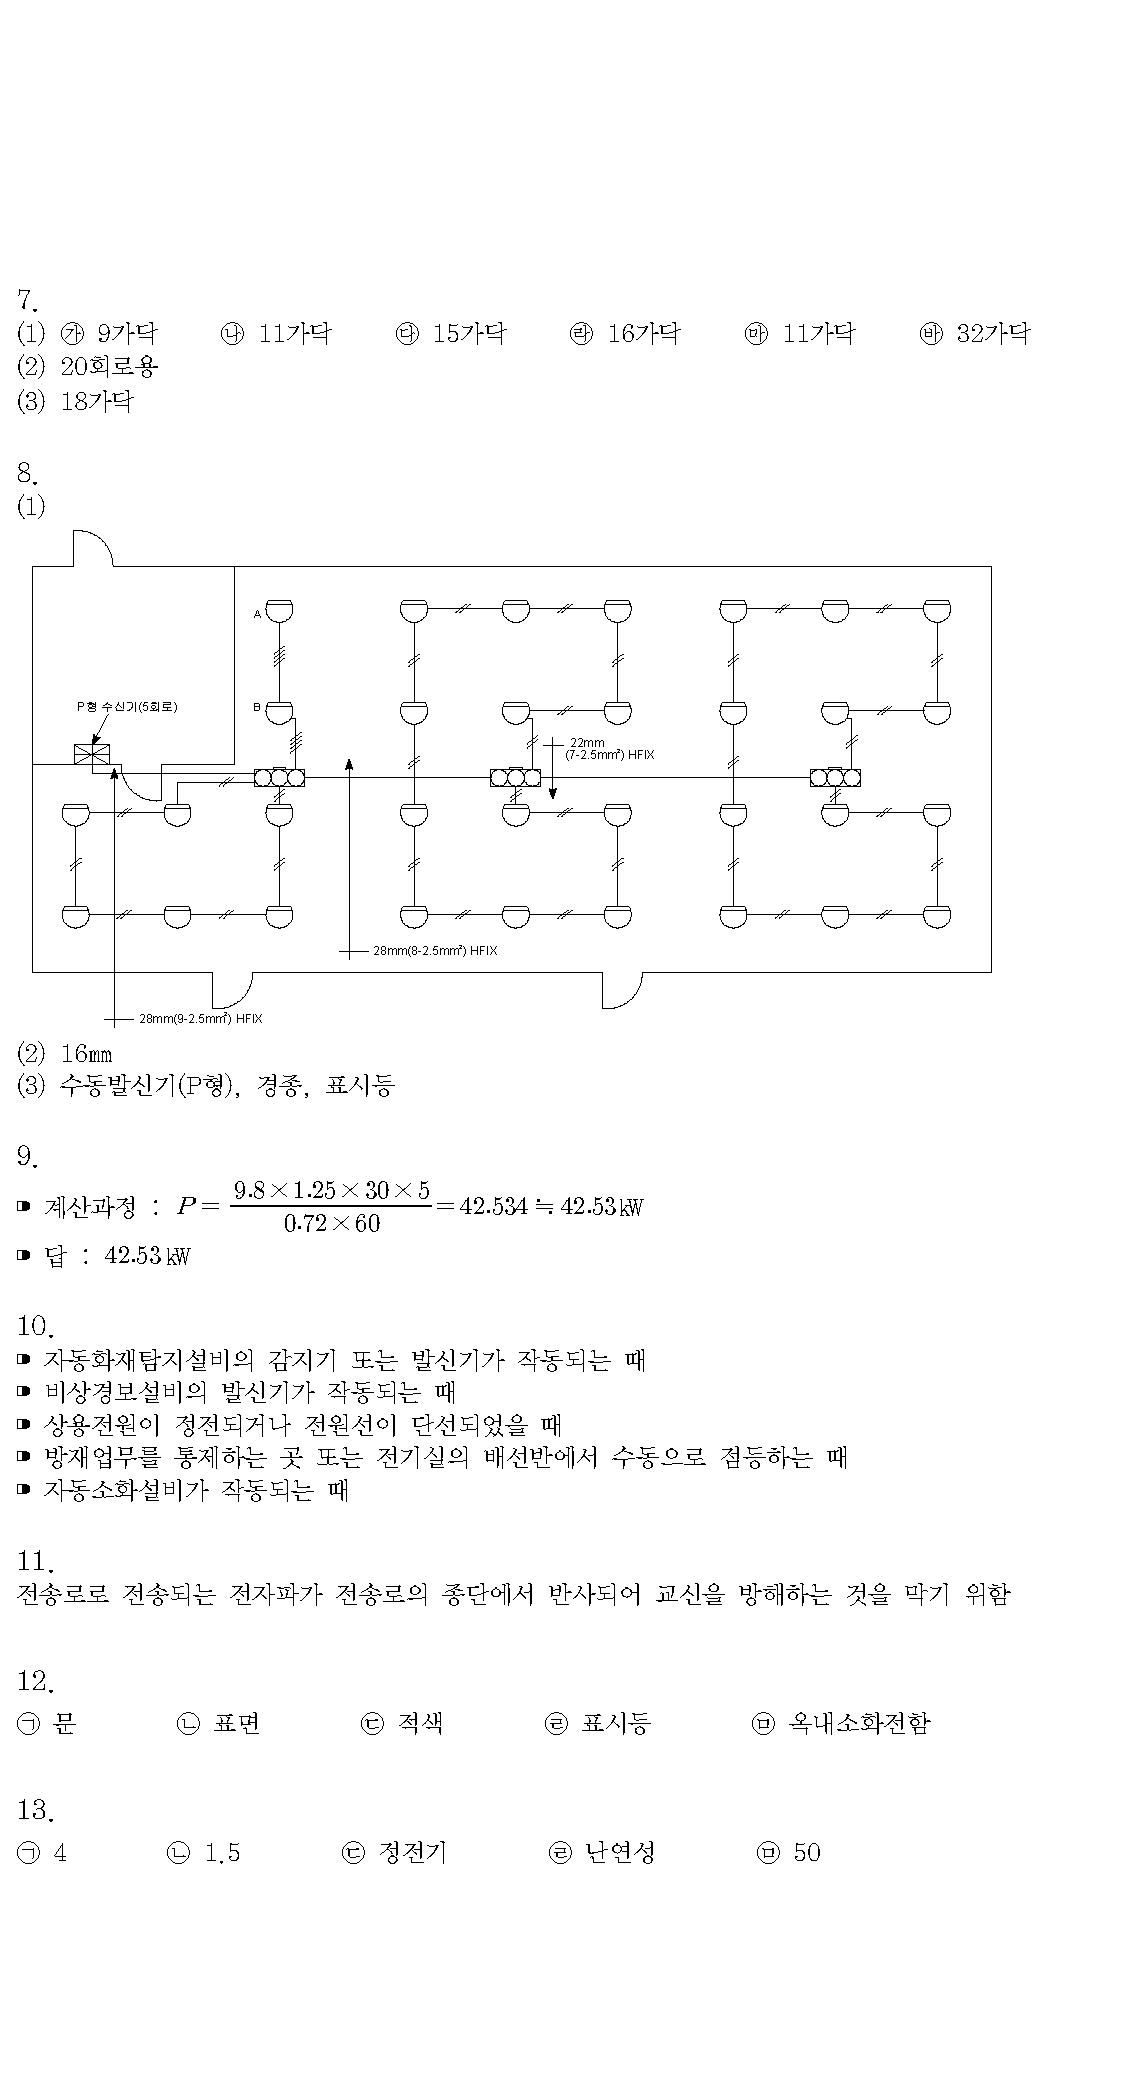 7.
(1) ㉮ 9가닥 ㉯ 11가닥 ㉰ 15가닥 ㉱ 16가닥 ㉲ 11가닥 ㉳ 32가닥
(2) 20회로용
(3) 18가닥
8.
(1)
A
P형 수신기(5회로)
B
22mm
(7-2.5mm²) HFIX
28mm(8-2.5mm²) HFIX
28mm(9-2.5mm²) HFIX
(2) 16㎜
(3) 수동발신기(P형), 경종, 표시등
9.
➠ 계산과정 : P = 9.8×1.25×30×5 / 0.72×60 = 42.534 ≒ 42.53㎾
➠ 답 : 42.53㎾
10.
➠ 자동화재탐지설비의 감지기 또는 발신기가 작동되는 때
➠ 비상경보설비의 발신기가 작동되는 때
➠ 상용전원이 정전되거나 전원선이 단선되었을 때
➠ 방재업무를 통제하는 곳 또는 전기실의 배선반에서 수동으로 점등하는 때
➠ 자동소화설비가 작동되는 때
11.
전송로로 전송되는 전자파가 전송로의 종단에서 반사되어 교신을 방해하는 것을 막기 위함
12.
㉠ 문 ㉡ 표면 ㉢ 적색 ㉣ 표시등 ㉤ 옥내소화전함
13.
㉠ 4 ㉡ 1.5 ㉢ 정전기 ㉣ 난연성 ㉤ 50